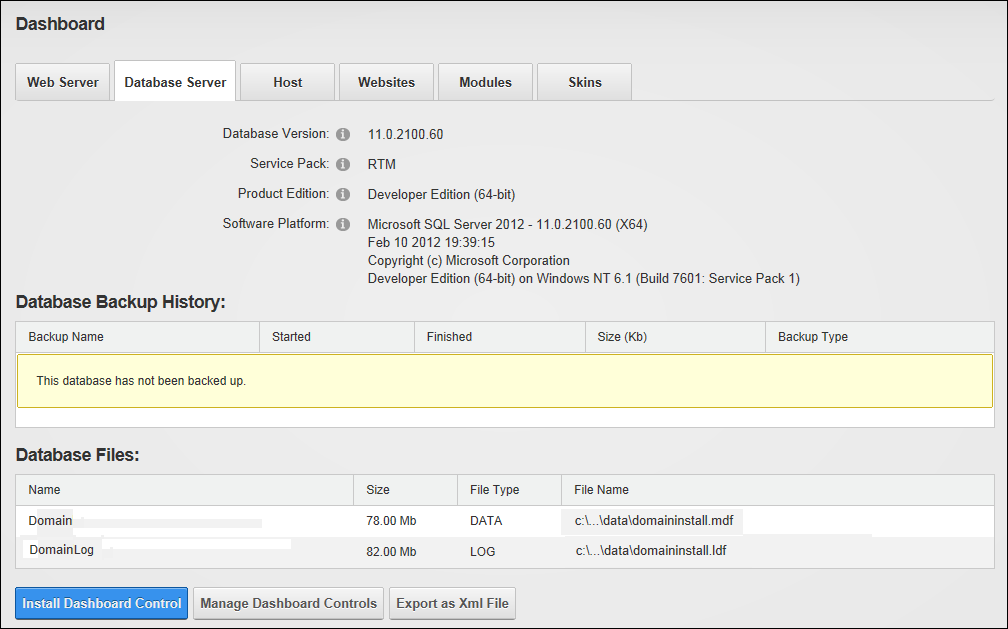 Dashboard
Web Server Database Server Host Websites Modules Skins
Database Version: 11.0.2100.60
Service Pack: RTM
Product Edition: Developer Edition (64-bit)
Software Platform: Microsoft SQL Server 2012 - 11.0.2100.60 (X64)
Feb 10 2012 19:39:15
Copyright (c) Microsoft Corporation
Developer Edition (64-bit) on Windows NT 6.1 (Build 7601: Service Pack 1)
Database Backup History:
Backup Name Started Finished Size (Kb) Backup Type
This database has not been backed up.
Database Files:
Name Size File Type File Name
Domain 78.00 Mb DATA c:\...\data\domaininstall.mdf
DomainLog 82.00 Mb LOG c:\...\data\domaininstall.ldf
Install Dashboard Control Manage Dashboard Controls Export as Xml File